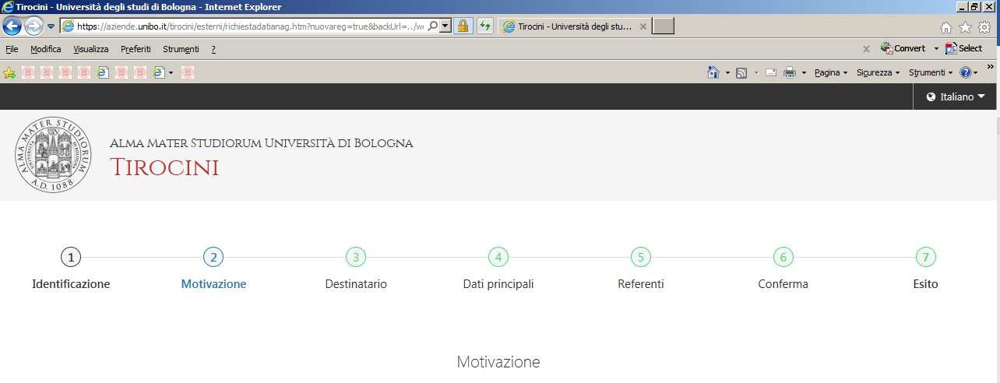 Tirocini - Università degli studi di Bologna - Internet Explorer
https://aziende.unibo.it/tirocini/esterni/richiestadatianag.htm?nuovareg=true&backUrl=../w
Tirocini - Università degli stu...
File Modifica Visualizza Preferiti Strumenti ?
Convert Select
Pagina Sicurezza Strumenti
Italiano
ALMA MATER STUDIORUM
A.D. 1088
ALMA MATER STUDIORUM UNIVERSITÀ DI BOLOGNA
TIROCINI
1 2 3 4 5 6 7
Identificazione Motivazione Destinatario Dati principali Referenti Conferma Esito
Motivazione